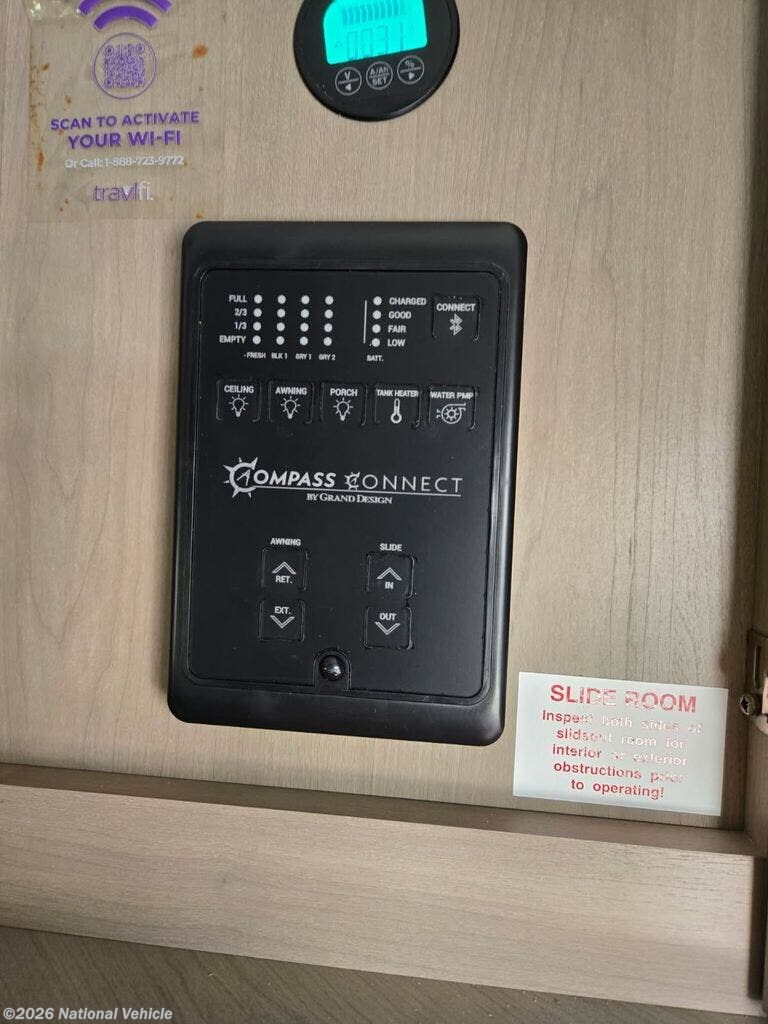 SCAN TO ACTIVATE
YOUR WI-FI
Or Call: 1-888-723-9772
travlfi.
V
A/Ah
SET
%
FULL
2/3
1/3
EMPTY
FRESH BLK 1 GRY 1 GRY 2
CHARGED
GOOD
FAIR
LOW
BATT.
CONNECT
CEILING AWNING PORCH TANK HEATER WATER PMP
COMPASS CONNECT
BY GRAND DESIGN
AWNING SLIDE
RET. IN
EXT. OUT
SLIDE ROOM
Inspect both sides of
slideout room for
interior or exterior
obstructions prior
to operating!
©2026 National Vehicle